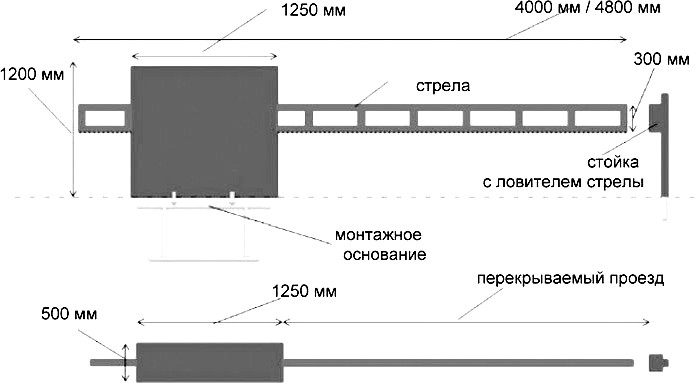 1250 мм
4000 мм / 4800 мм
1200 мм
300 мм
стрела
стойка
с ловителем стрелы
монтажное
основание
перекрываемый проезд
1250 мм
500 мм